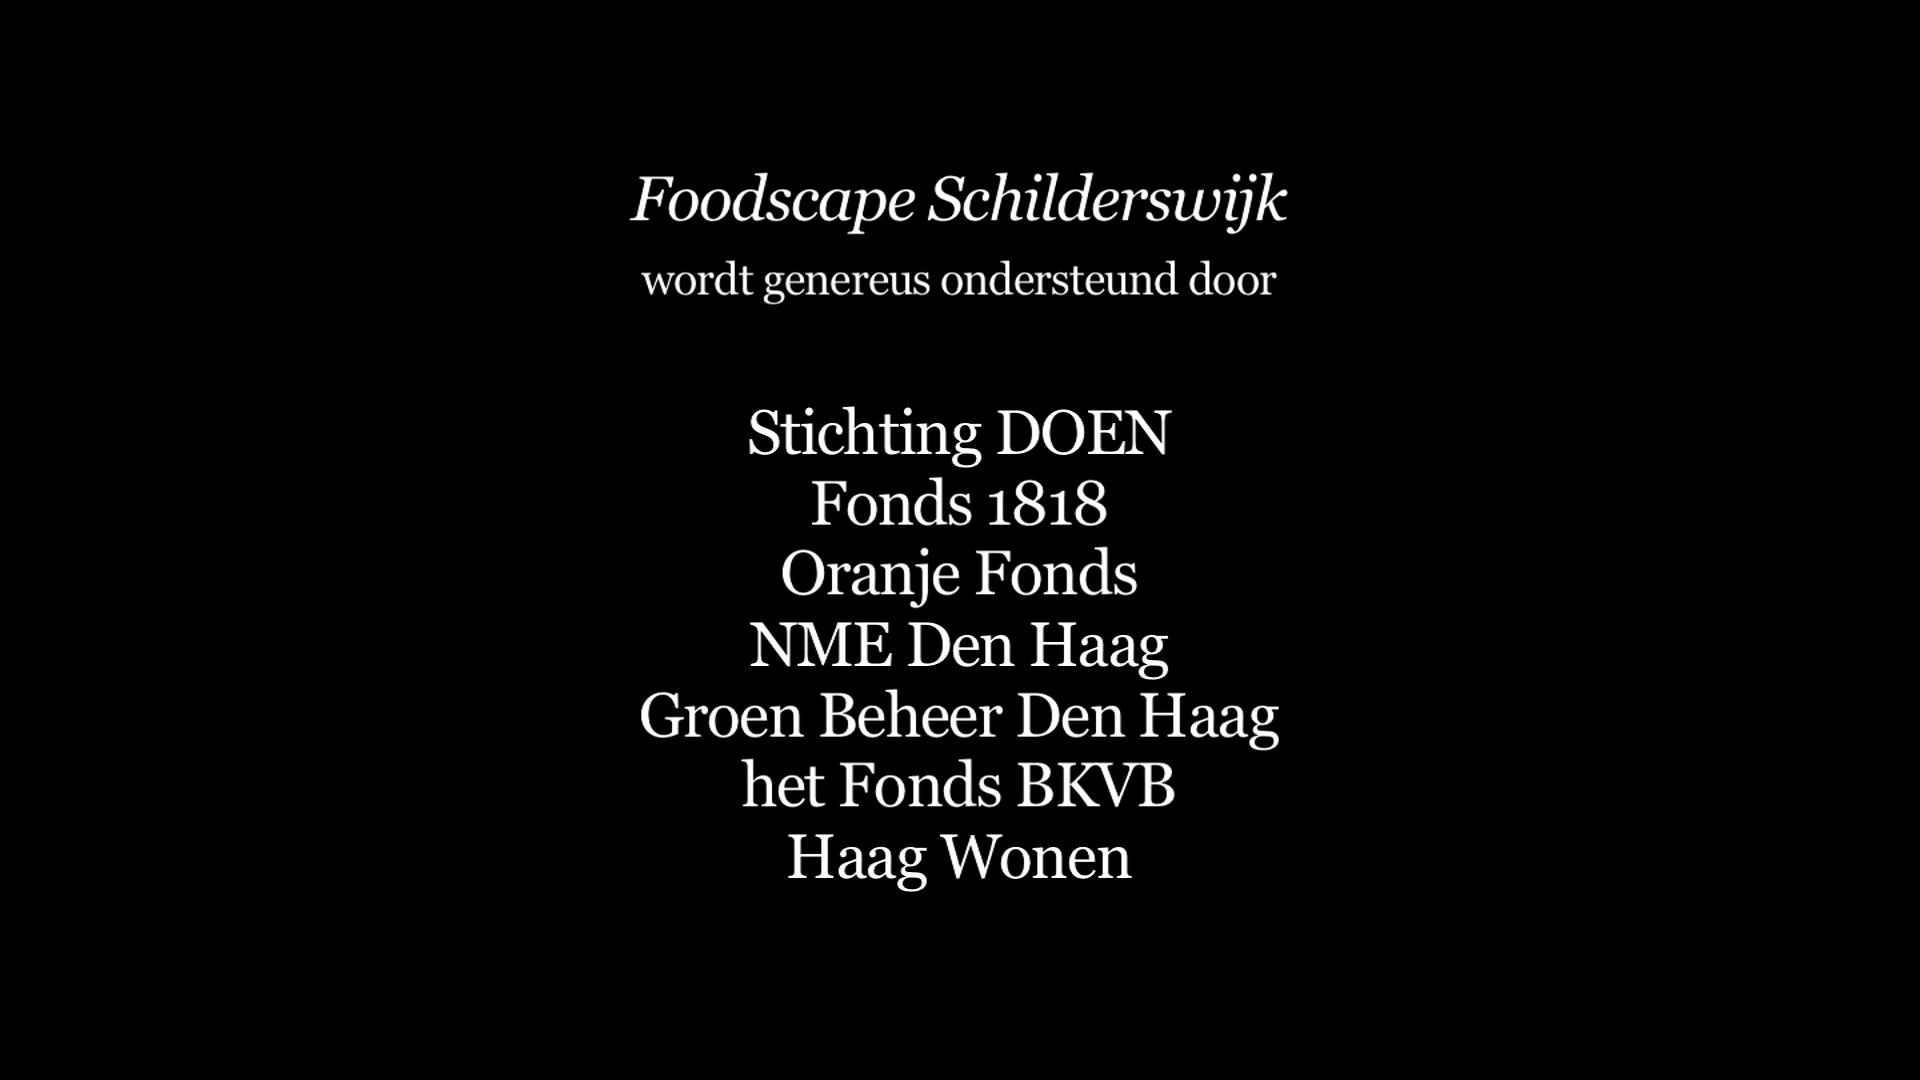 Foodscape Schilderswijk
wordt genereus ondersteund door
Stichting DOEN
Fonds 1818
Oranje Fonds
NME Den Haag
Groen Beheer Den Haag
het Fonds BKVB
Haag Wonen